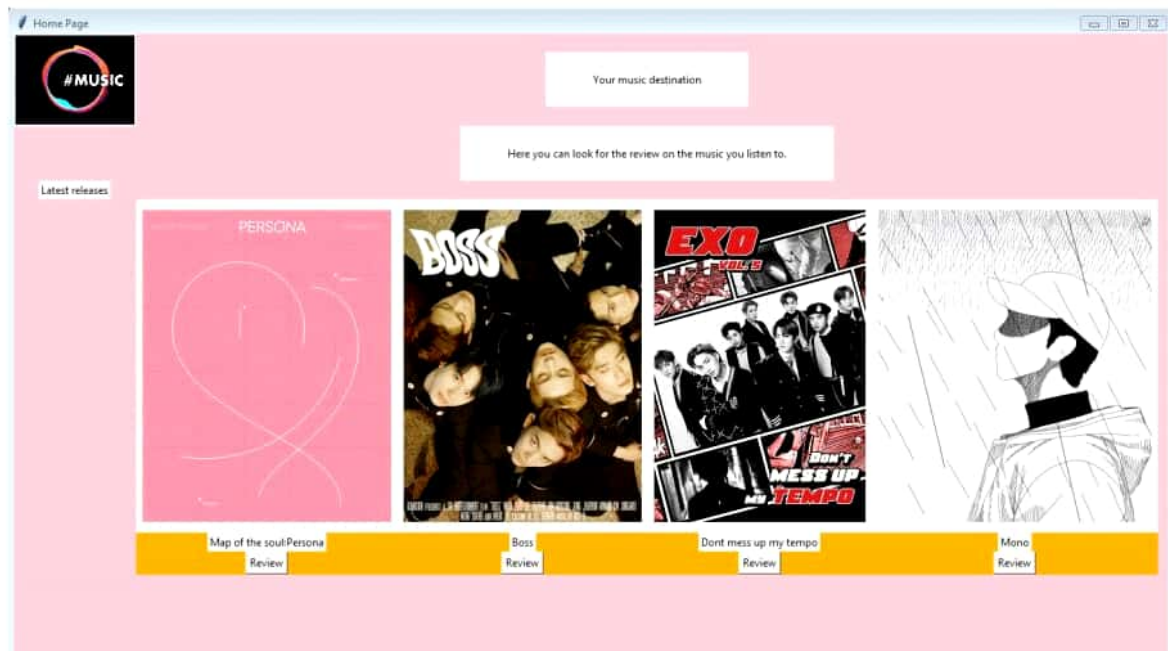 Home Page
#MUSIC
Your music destination
Here you can look for the review on the music you listen to.
Latest releases
PERSONA
BOSS
EXO
VOL. 5
DON'T
MESS UP
MY TEMPO
Map of the soul:Persona
Boss
Dont mess up my tempo
Mono
Review
Review
Review
Review